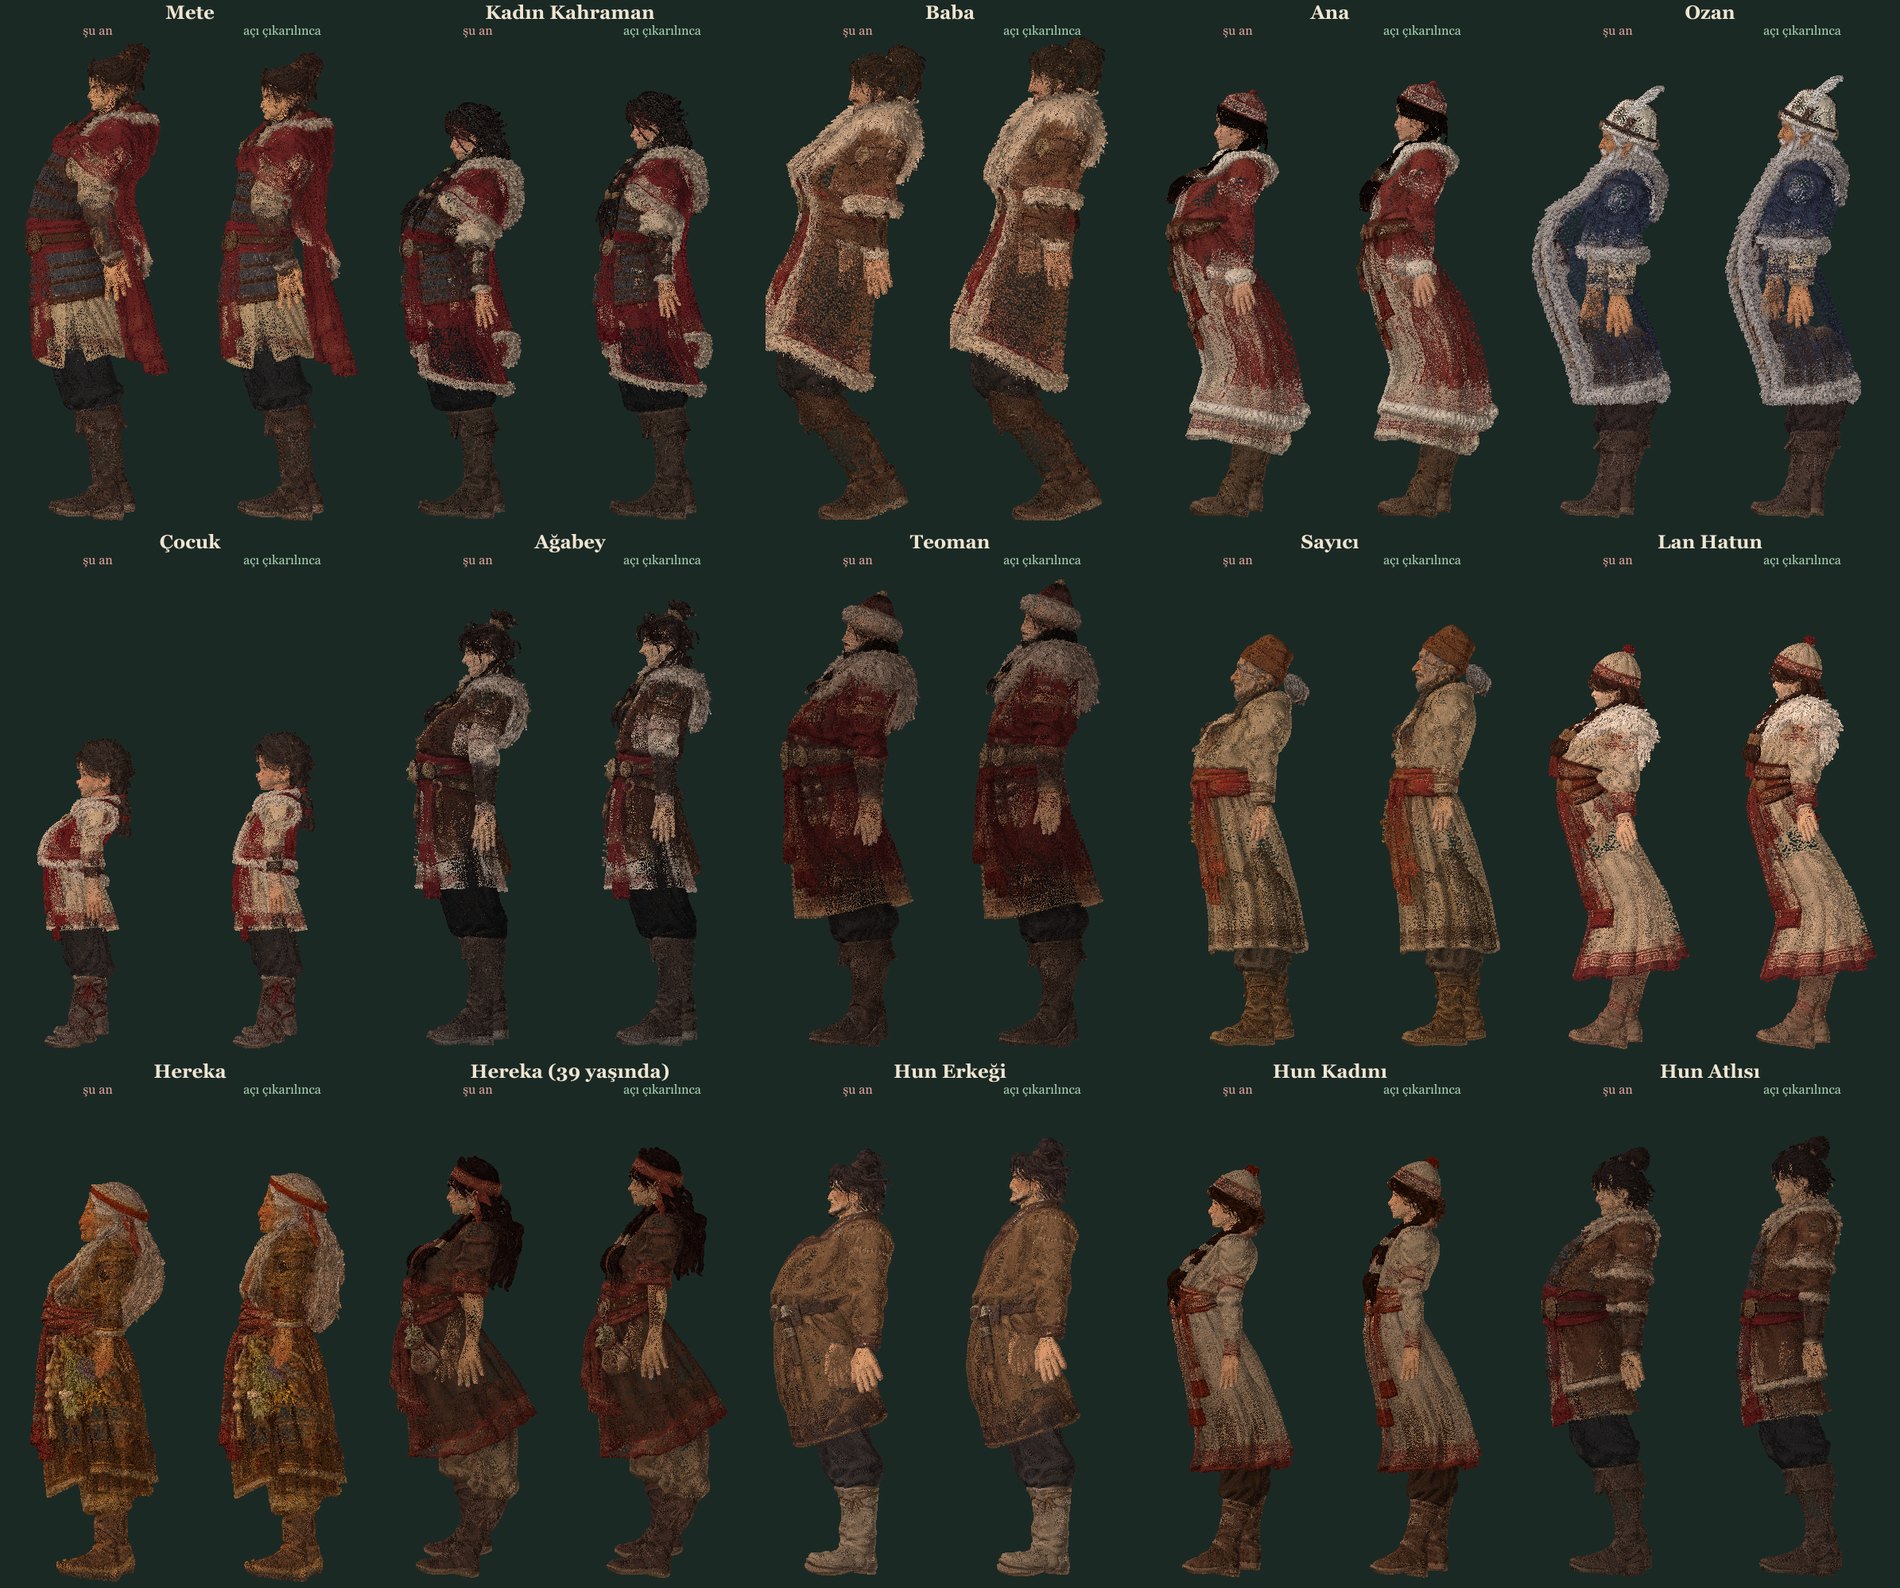 Mete
şu an açı çıkarılınca
Kadın Kahraman
şu an açı çıkarılınca
Baba
şu an açı çıkarılınca
Ana
şu an açı çıkarılınca
Ozan
şu an açı çıkarılınca
Çocuk
şu an açı çıkarılınca
Ağabey
şu an açı çıkarılınca
Teoman
şu an açı çıkarılınca
Sayıcı
şu an açı çıkarılınca
Lan Hatun
şu an açı çıkarılınca
Hereka
şu an açı çıkarılınca
Hereka (39 yaşında)
şu an açı çıkarılınca
Hun Erkeği
şu an açı çıkarılınca
Hun Kadını
şu an açı çıkarılınca
Hun Atlısı
şu an açı çıkarılınca